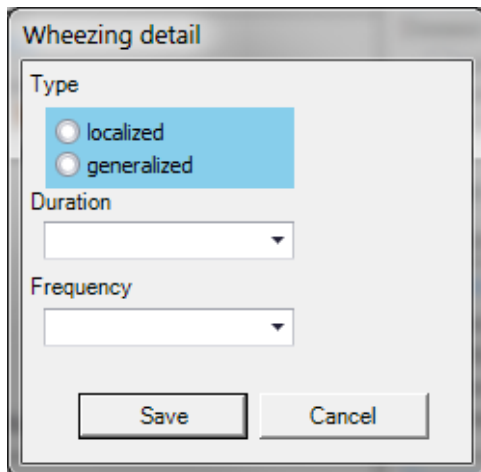 Wheezing detail
Type
localized
generalized
Duration
Frequency
Save Cancel